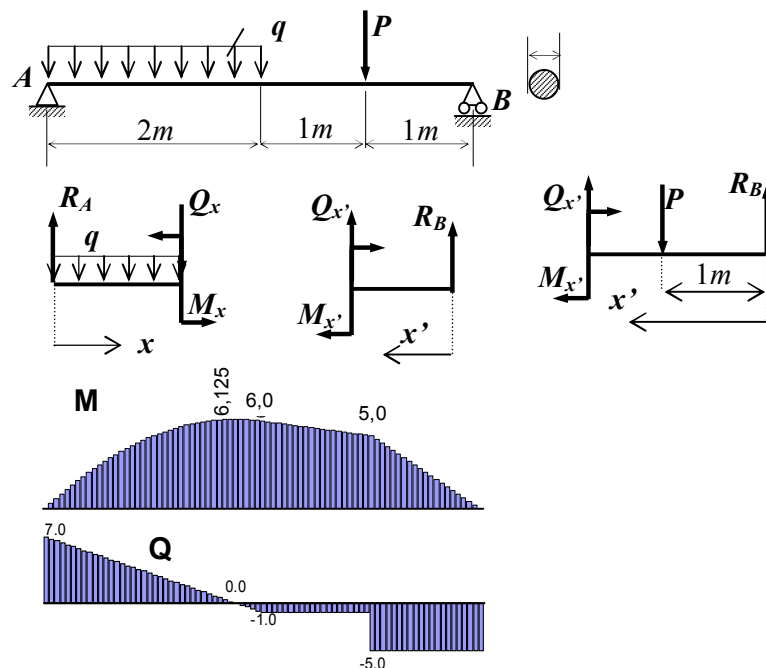 q P
A B
2m 1m 1m
R_A Q_x Q_x’ R_B Q_x’ P R_B
q
M_x M_x’ M_x’ 1m
x x’ x’
M 6,125 6,0 5,0
7.0 Q 0.0
-1.0
-5.0